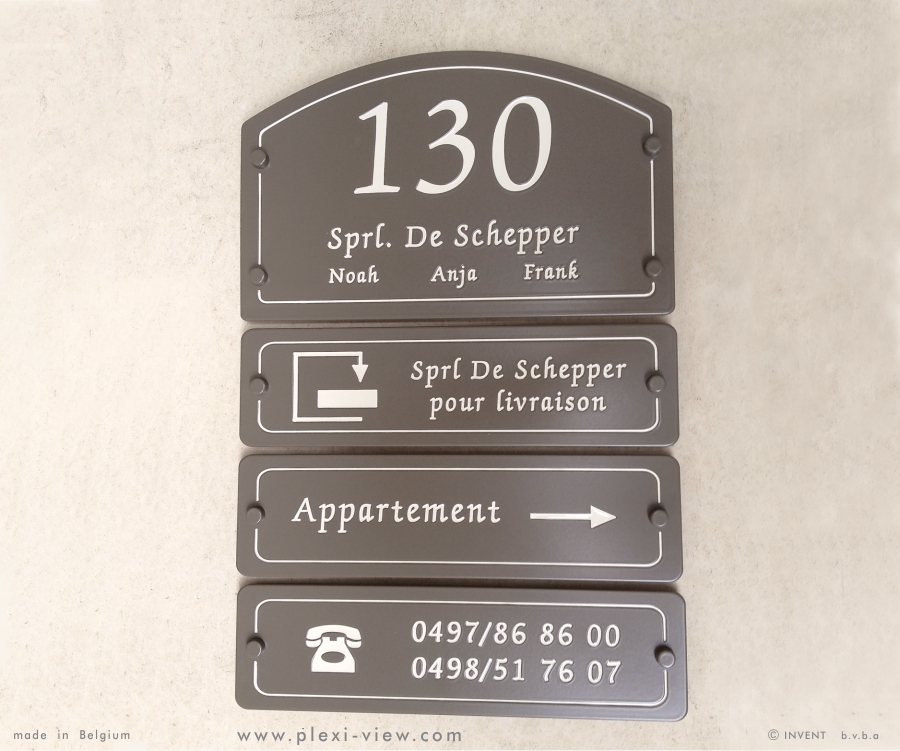 130
Sprl. De Schepper
Noah Anja Frank
Sprl De Schepper
pour livraison
Appartement
0497/86 86 00
0498/51 76 07
made in Belgium www.plexi-view.com © INVENT b.v.b.a